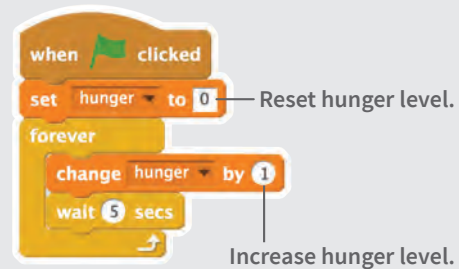 when clicked
set hunger to 0
Reset hunger level.
forever
change hunger by 1
wait 5 secs
Increase hunger level.